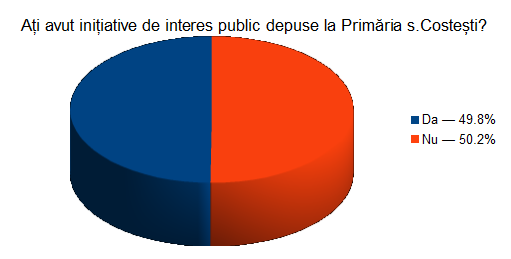 Ați avut inițiative de interes public depuse la Primăria s.Costești?
Da — 49.8%
Nu — 50.2%